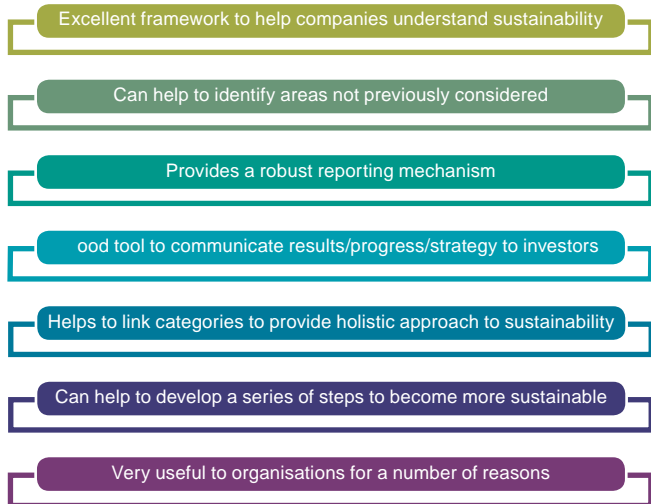 Excellent framework to help companies understand sustainability
Can help to identify areas not previously considered
Provides a robust reporting mechanism
ood tool to communicate results/progress/strategy to investors
Helps to link categories to provide holistic approach to sustainability
Can help to develop a series of steps to become more sustainable
Very useful to organisations for a number of reasons